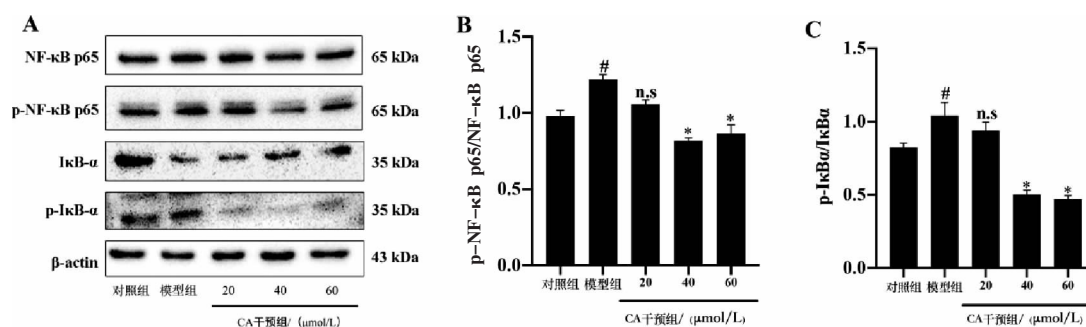 A
NF-κB p65
65 kDa
p-NF-κB p65
65 kDa
IκB-α
35 kDa
p-IκB-α
35 kDa
β-actin
43 kDa
对照组 模型组 20 40 60
CA干预组/ (μmol/L)
B
p-NF-κB p65/NF-κB p65
1.5
1.0
0.5
0.0
#
n.s
*
*
对照组 模型组 20 40 60
CA干预组/ (μmol/L)
C
p-IκBα/IκBα
1.5
1.0
0.5
0.0
#
n.s
*
*
对照组 模型组 20 40 60
CA干预组/ (μmol/L)